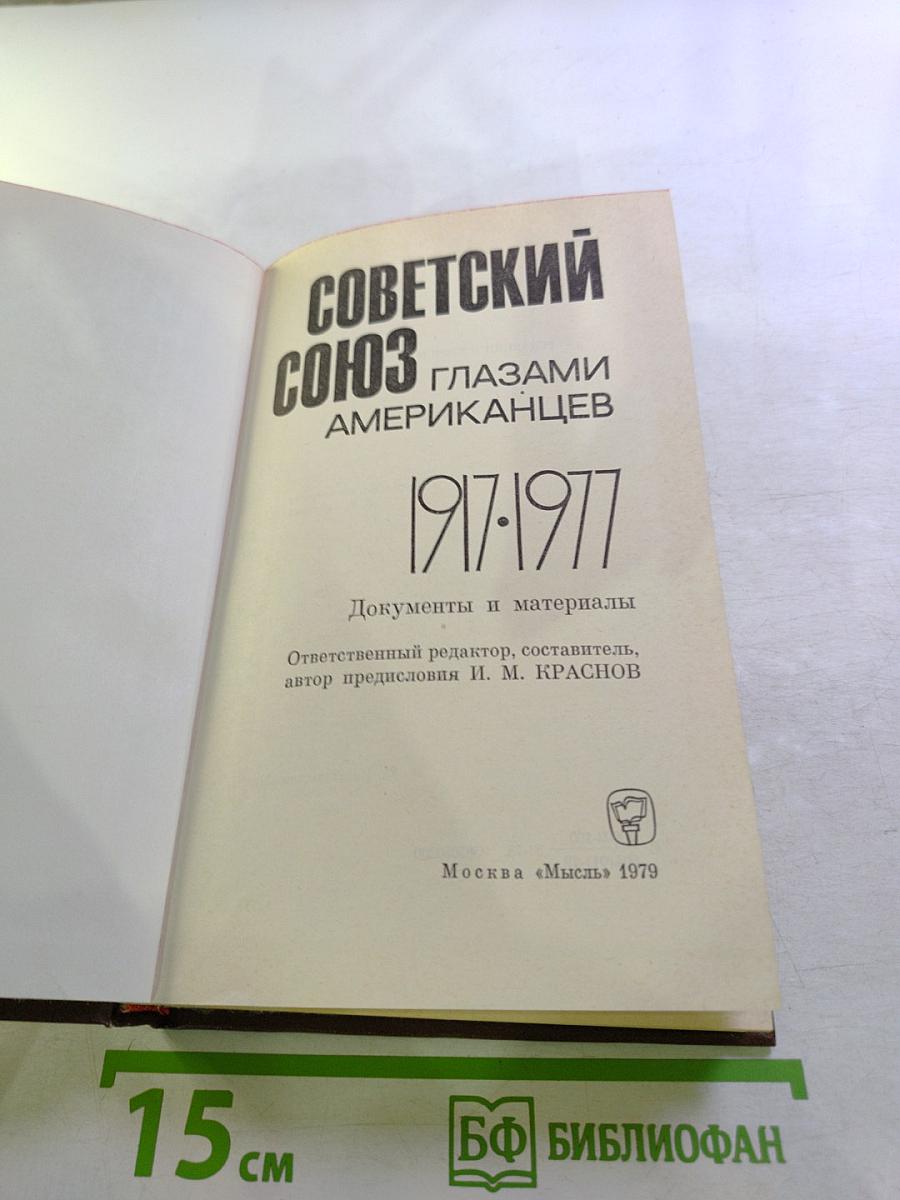 СОВЕТСКИЙ
СОЮЗ ГЛАЗАМИ
АМЕРИКАНЦЕВ
1917·1977
Документы и материалы
Ответственный редактор, составитель,
автор предисловия И. М. КРАСНОВ
Москва «Мысль» 1979
15 см
БФ БИБЛИОФАН